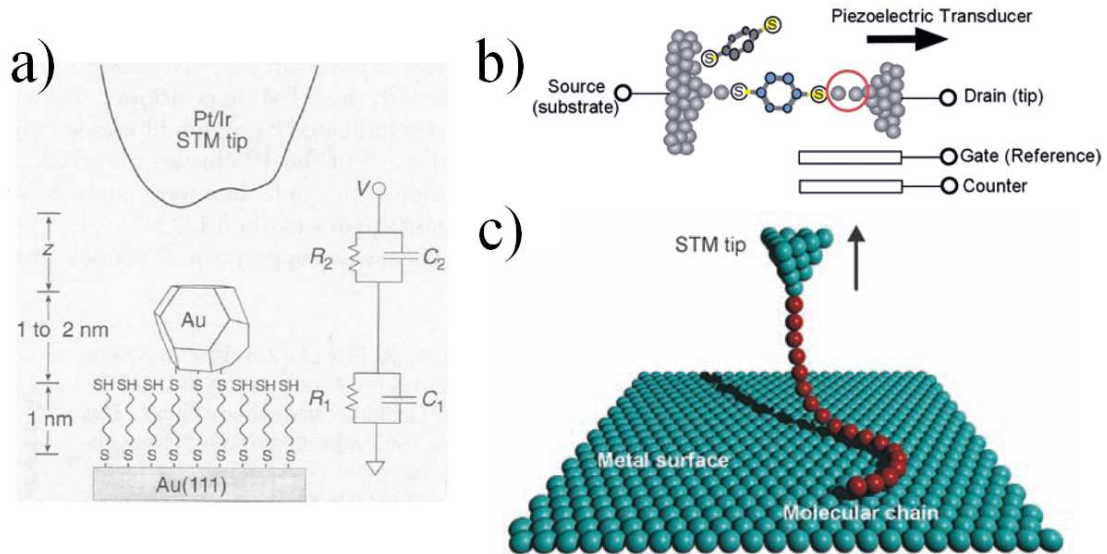 a)
Pt/Ir
STM tip
V
z
R2 C2
1 to 2 nm
Au
SH SH SH S S S SH SH SH
R1 C1
1 nm
S S S S S S S S
Au(111)
b)
Piezoelectric Transducer
S
S
Source
(substrate)
S
S
Drain (tip)
Gate (Reference)
Counter
c)
STM tip
Metal surface
Molecular chain